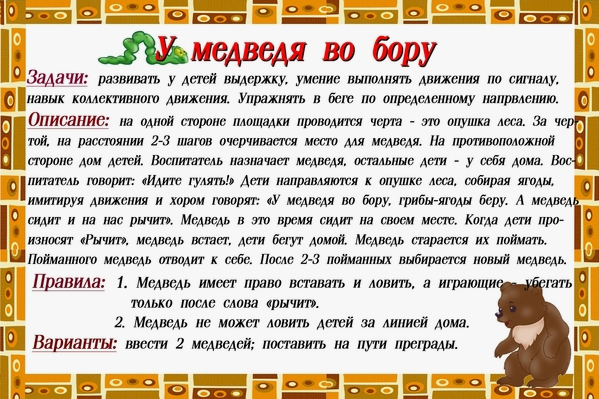 У медведя во бору
Задачи: развивать у детей выдержку, умение выполнять движения по сигналу,
навык коллективного движения. Упражнять в беге по определенному напрвлению.
Описание: на одной стороне площадки проводится черта - это опушка леса. За чер-
той, на расстоянии 2-3 шагов очерчивается место для медведя. На противоположной
стороне дом детей. Воспитатель назначает медведя, остальные дети - у себя дома. Вос-
питатель говорит: «Идите гулять!» Дети направляются к опушке леса, собирая ягоды,
имитируя движения и хором говорят: «У медведя во бору, грибы-ягоды беру. А медведь
сидит и на нас рычит». Медведь в это время сидит на своем месте. Когда дети про-
износят «Рычит», медведь встает, дети бегут домой. Медведь старается их поймать.
Пойманного медведь отводит к себе. После 2-3 пойманных выбирается новый медведь.
Правила: 1. Медведь имеет право вставать и ловить, а играющие - убегать
только после слова «рычит».
2. Медведь не может ловить детей за линией дома.
Варианты: ввести 2 медведей; поставить на пути преграды.